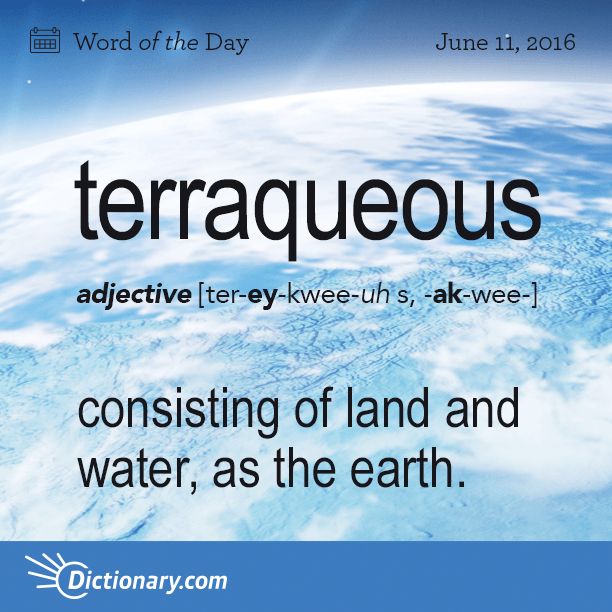 Word of the Day
June 11, 2016
terraqueous
adjective [ter-ey-kwee-uh s, -ak-wee-]
consisting of land and
water, as the earth.
Dictionary.com